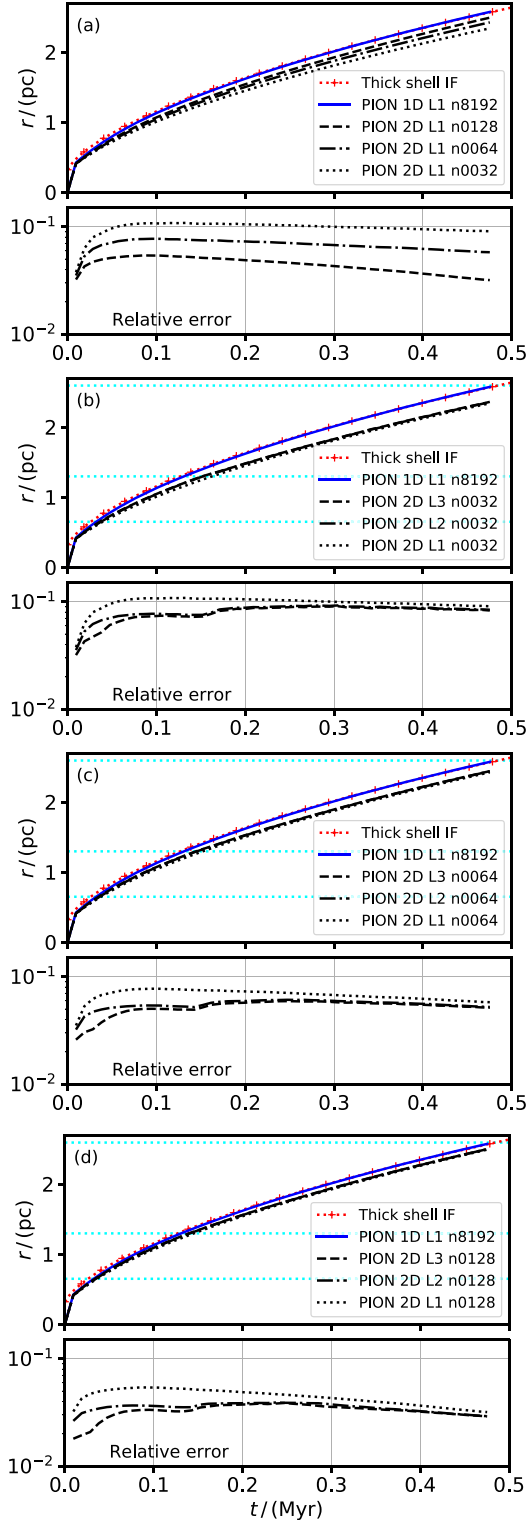 (a)
r / (pc)
2
1
0
Thick shell IF
PION 1D L1 n8192
PION 2D L1 n0128
PION 2D L1 n0064
PION 2D L1 n0032
10⁻¹
10⁻²
Relative error
0.0 0.1 0.2 0.3 0.4 0.5
(b)
r / (pc)
2
1
0
Thick shell IF
PION 1D L1 n8192
PION 2D L3 n0032
PION 2D L2 n0032
PION 2D L1 n0032
10⁻¹
10⁻²
Relative error
0.0 0.1 0.2 0.3 0.4 0.5
(c)
r / (pc)
2
1
0
Thick shell IF
PION 1D L1 n8192
PION 2D L3 n0064
PION 2D L2 n0064
PION 2D L1 n0064
10⁻¹
10⁻²
Relative error
0.0 0.1 0.2 0.3 0.4 0.5
(d)
r / (pc)
2
1
0
Thick shell IF
PION 1D L1 n8192
PION 2D L3 n0128
PION 2D L2 n0128
PION 2D L1 n0128
10⁻¹
10⁻²
Relative error
0.0 0.1 0.2 0.3 0.4 0.5
t / (Myr)